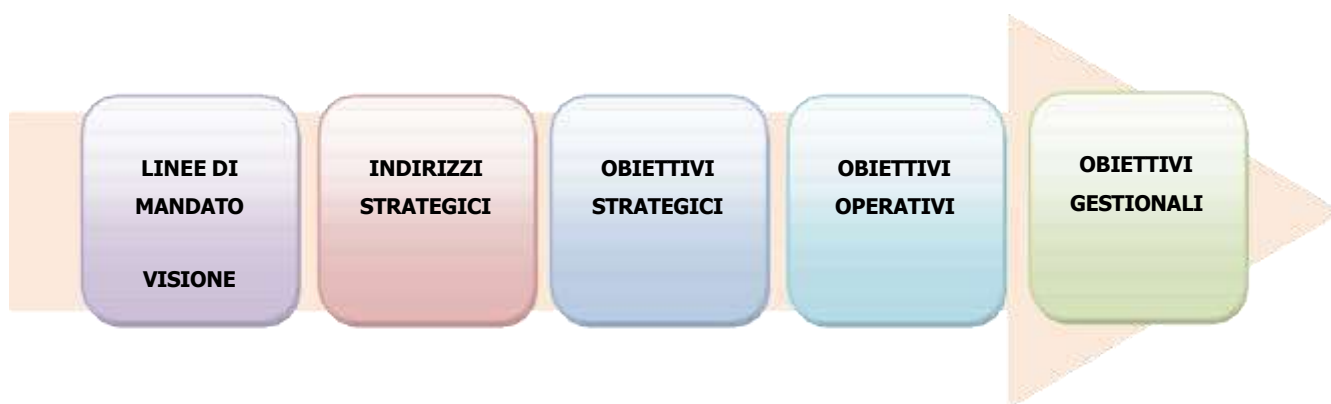 LINEE DI
MANDATO
VISIONE
INDIRIZZI
STRATEGICI
OBIETTIVI
STRATEGICI
OBIETTIVI
OPERATIVI
OBIETTIVI
GESTIONALI